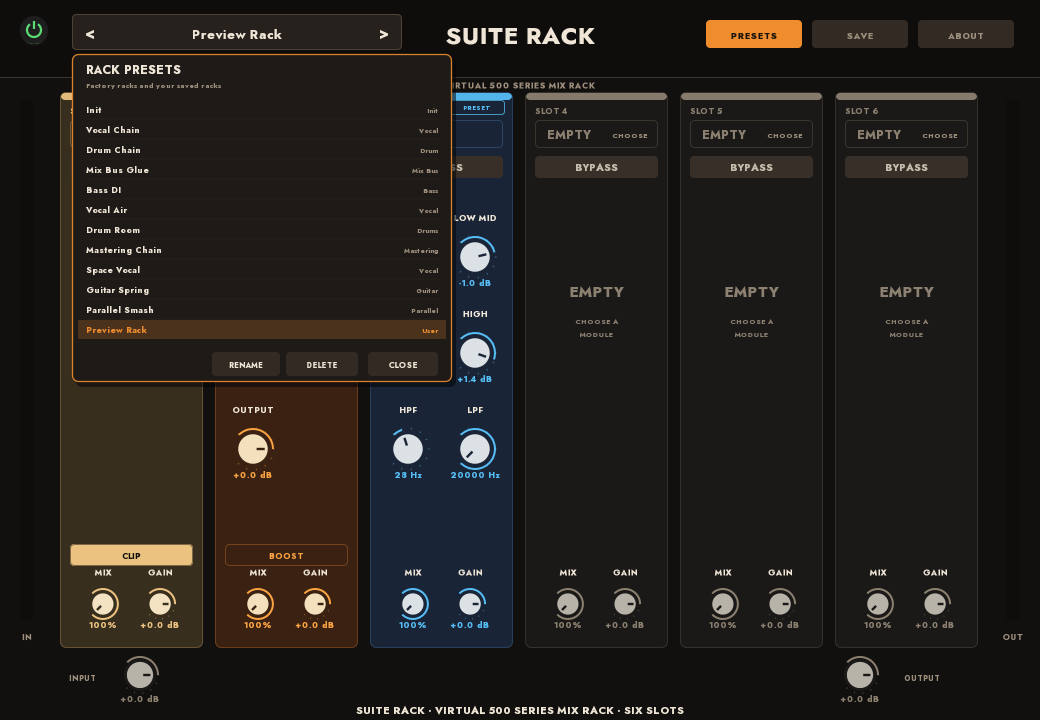 < Preview Rack >
SUITE RACK
PRESETS SAVE ABOUT
RACK PRESETS
Factory racks and your saved racks
Init Init
Vocal Chain Vocal
Drum Chain Drum
Mix Bus Glue Mix Bus
Bass DI Bass
Vocal Air Vocal
Drum Room Drums
Mastering Chain Mastering
Space Vocal Vocal
Guitar Spring Guitar
Parallel Smash Parallel
Preview Rack User
RENAME DELETE CLOSE
VIRTUAL 500 SERIES MIX RACK
PRESET
LOW MID
-1.0 dB
HIGH
+1.4 dB
SLOT 4 SLOT 5 SLOT 6
EMPTY CHOOSE EMPTY CHOOSE EMPTY CHOOSE
BYPASS BYPASS BYPASS
EMPTY EMPTY EMPTY
CHOOSE A CHOOSE A CHOOSE A
MODULE MODULE MODULE
OUTPUT HPF LPF
+0.0 dB 28 Hz 20000 Hz
CLIP BOOST
MIX GAIN MIX GAIN MIX GAIN MIX GAIN MIX GAIN MIX GAIN
100% +0.0 dB 100% +0.0 dB 100% +0.0 dB 100% +0.0 dB 100% +0.0 dB 100% +0.0 dB
IN OUT
INPUT OUTPUT
+0.0 dB +0.0 dB
SUITE RACK · VIRTUAL 500 SERIES MIX RACK · SIX SLOTS